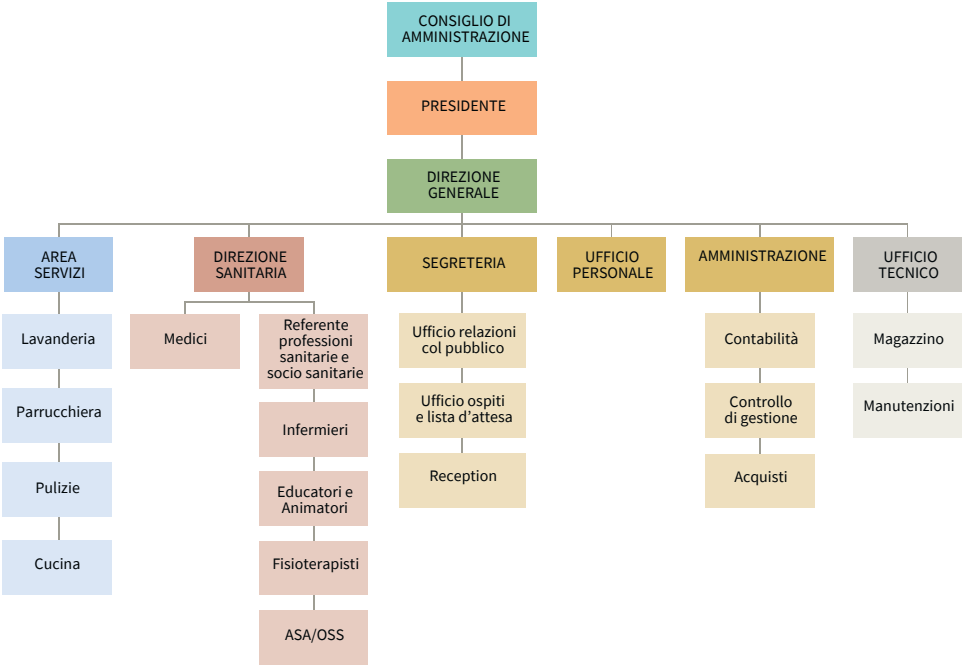 CONSIGLIO DI
AMMINISTRAZIONE
PRESIDENTE
DIREZIONE
GENERALE
AREA
SERVIZI
Lavanderia
Parrucchiera
Pulizie
Cucina
DIREZIONE
SANITARIA
Medici
Referente
professioni
sanitarie e
socio sanitarie
Infermieri
Educatori e
Animatori
Fisioterapisti
ASA/OSS
SEGRETERIA
Ufficio relazioni
col pubblico
Ufficio ospiti
e lista d’attesa
Reception
UFFICIO
PERSONALE
AMMINISTRAZIONE
Contabilità
Controllo
di gestione
Acquisti
UFFICIO
TECNICO
Magazzino
Manutenzioni